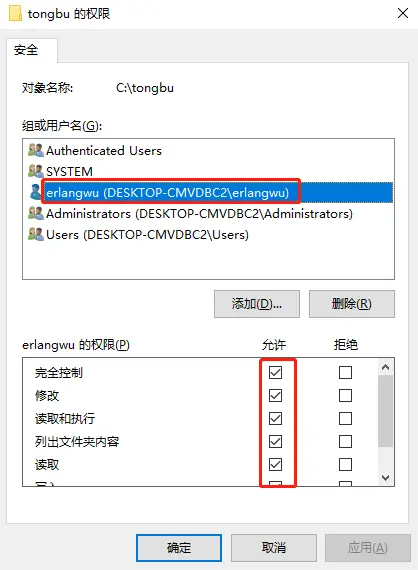 tongbu 的权限
安全
对象名称: C:\tongbu
组或用户名(G):
Authenticated Users
SYSTEM
erlangwu (DESKTOP-CMVDBC2\erlangwu)
Administrators (DESKTOP-CMVDBC2\Administrators)
Users (DESKTOP-CMVDBC2\Users)
添加(D)... 删除(R)
erlangwu 的权限(P) 允许 拒绝
完全控制
修改
读取和执行
列出文件夹内容
读取
确定 取消 应用(A)